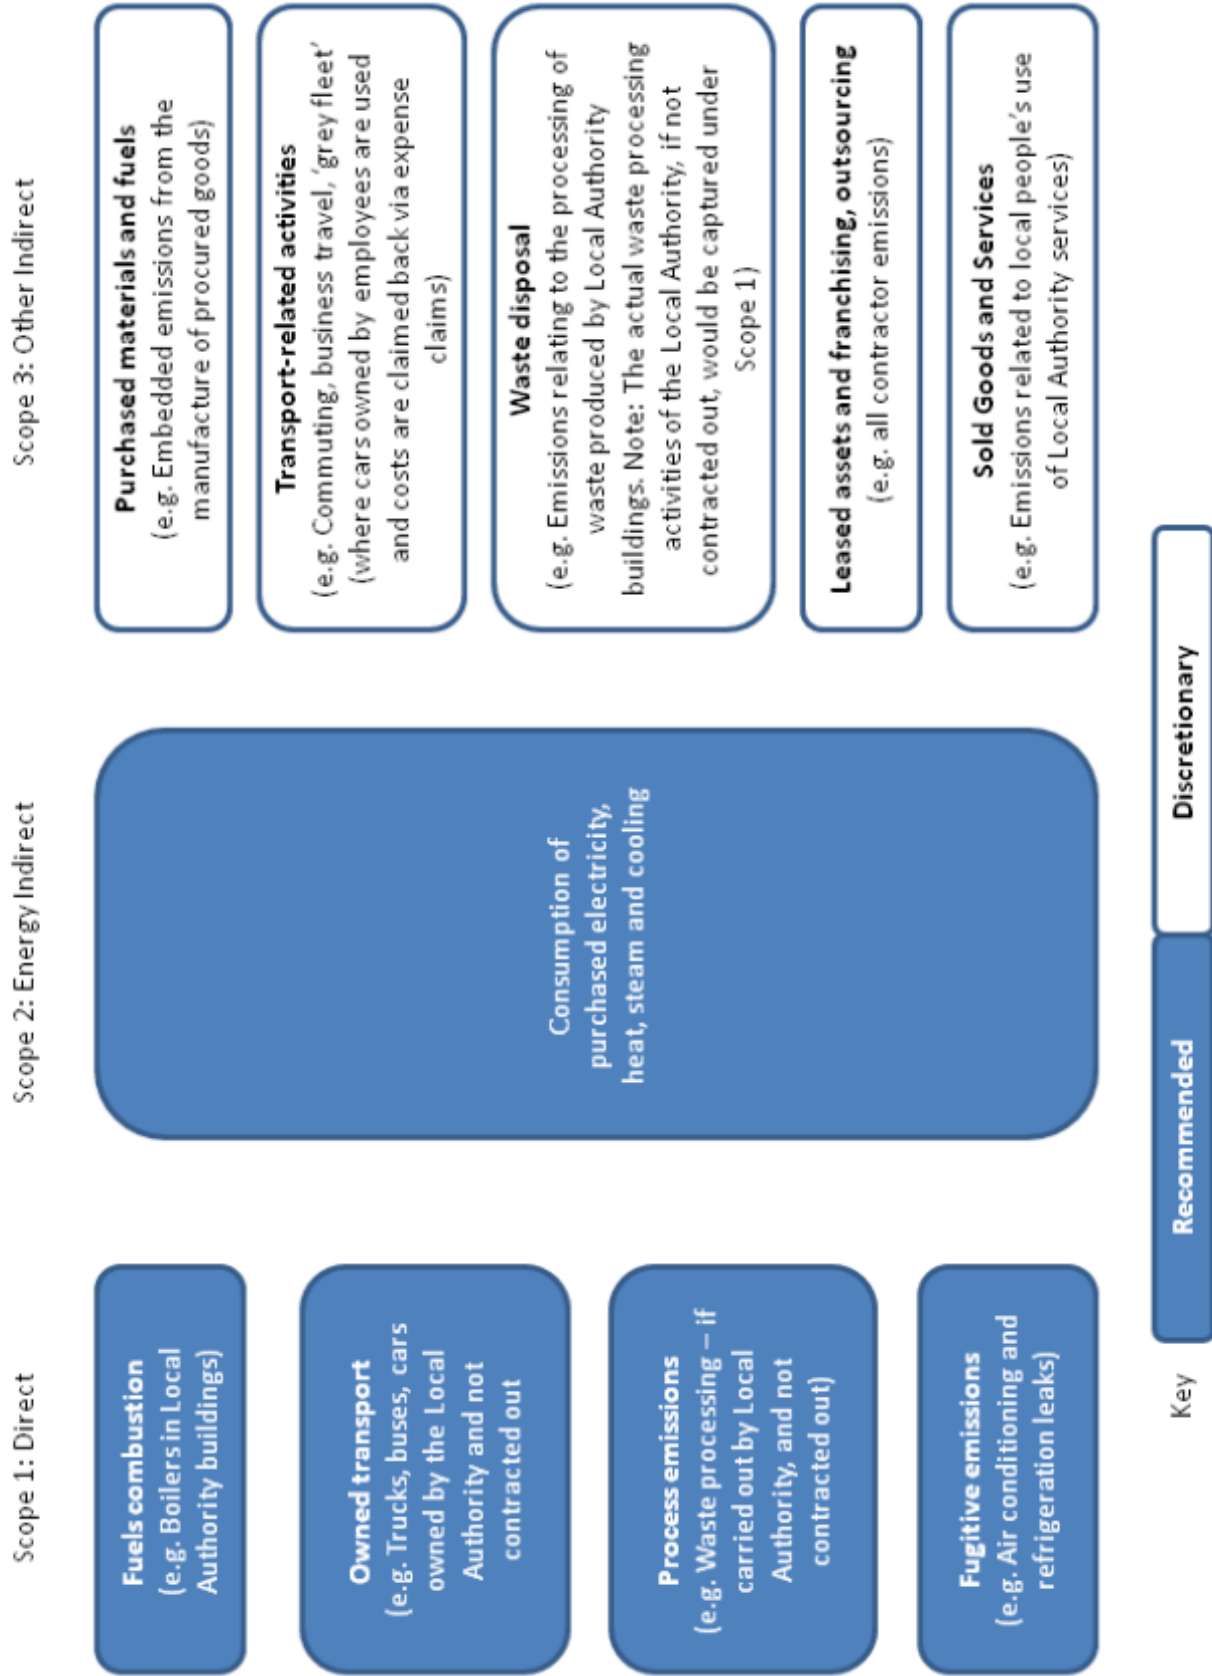 Scope 1: Direct
Fuels combustion
(e.g. Boilers in Local
Authority buildings)
Owned transport
(e.g. Trucks, buses, cars
owned by the Local
Authority and not
contracted out
Process emissions
(e.g. Waste processing – if
carried out by Local
Authority, and not
contracted out)
Fugitive emissions
(e.g. Air conditioning and
refrigeration leaks)
Scope 2: Energy Indirect
Consumption of
purchased electricity,
heat, steam and cooling
Scope 3: Other Indirect
Purchased materials and fuels
(e.g. Embedded emissions from the
manufacture of procured goods)
Transport-related activities
(e.g. Commuting, business travel, ‘grey fleet’
(where cars owned by employees are used
and costs are claimed back via expense
claims)
Waste disposal
(e.g. Emissions relating to the processing of
waste produced by Local Authority
buildings. Note: The actual waste processing
activities of the Local Authority, if not
contracted out, would be captured under
Scope 1)
Leased assets and franchising, outsourcing
(e.g. all contractor emissions)
Sold Goods and Services
(e.g. Emissions related to local people’s use
of Local Authority services)
Key
Recommended
Discretionary